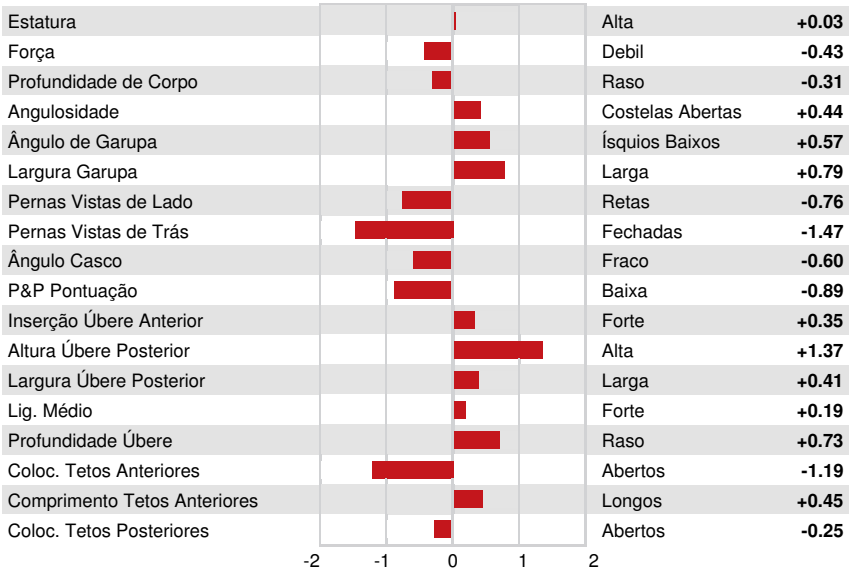 Estatura Alta +0.03
Força Debil -0.43
Profundidade de Corpo Raso -0.31
Angulosidade Costelas Abertas +0.44
Ângulo de Garupa Ísquios Baixos +0.57
Largura Garupa Larga +0.79
Pernas Vistas de Lado Retas -0.76
Pernas Vistas de Trás Fechadas -1.47
Ângulo Casco Fraco -0.60
P&P Pontuação Baixa -0.89
Inserção Úbere Anterior Forte +0.35
Altura Úbere Posterior Alta +1.37
Largura Úbere Posterior Larga +0.41
Lig. Médio Forte +0.19
Profundidade Úbere Raso +0.73
Coloc. Tetos Anteriores Abertos -1.19
Comprimento Tetos Anteriores Longos +0.45
Coloc. Tetos Posteriores Abertos -0.25
-2 -1 0 1 2